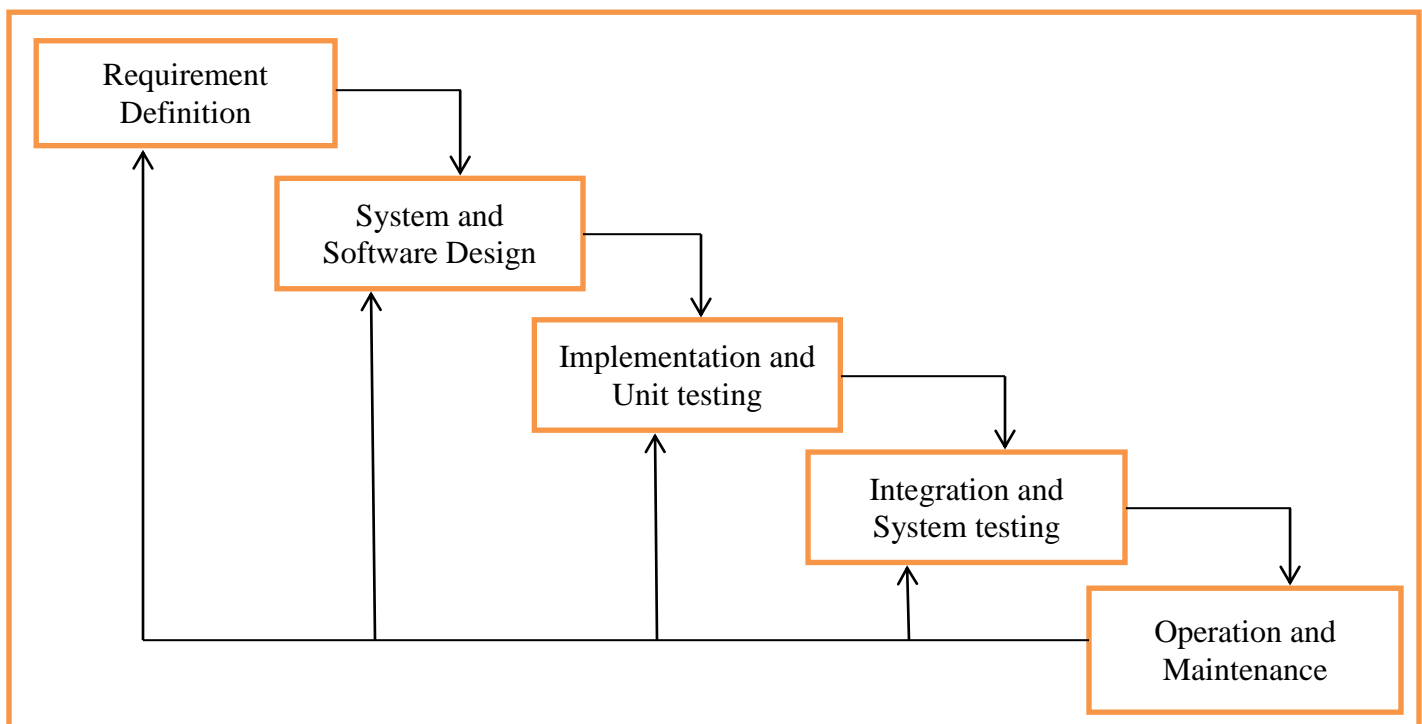 Requirement
Definition
System and
Software Design
Implementation and
Unit testing
Integration and
System testing
Operation and
Maintenance